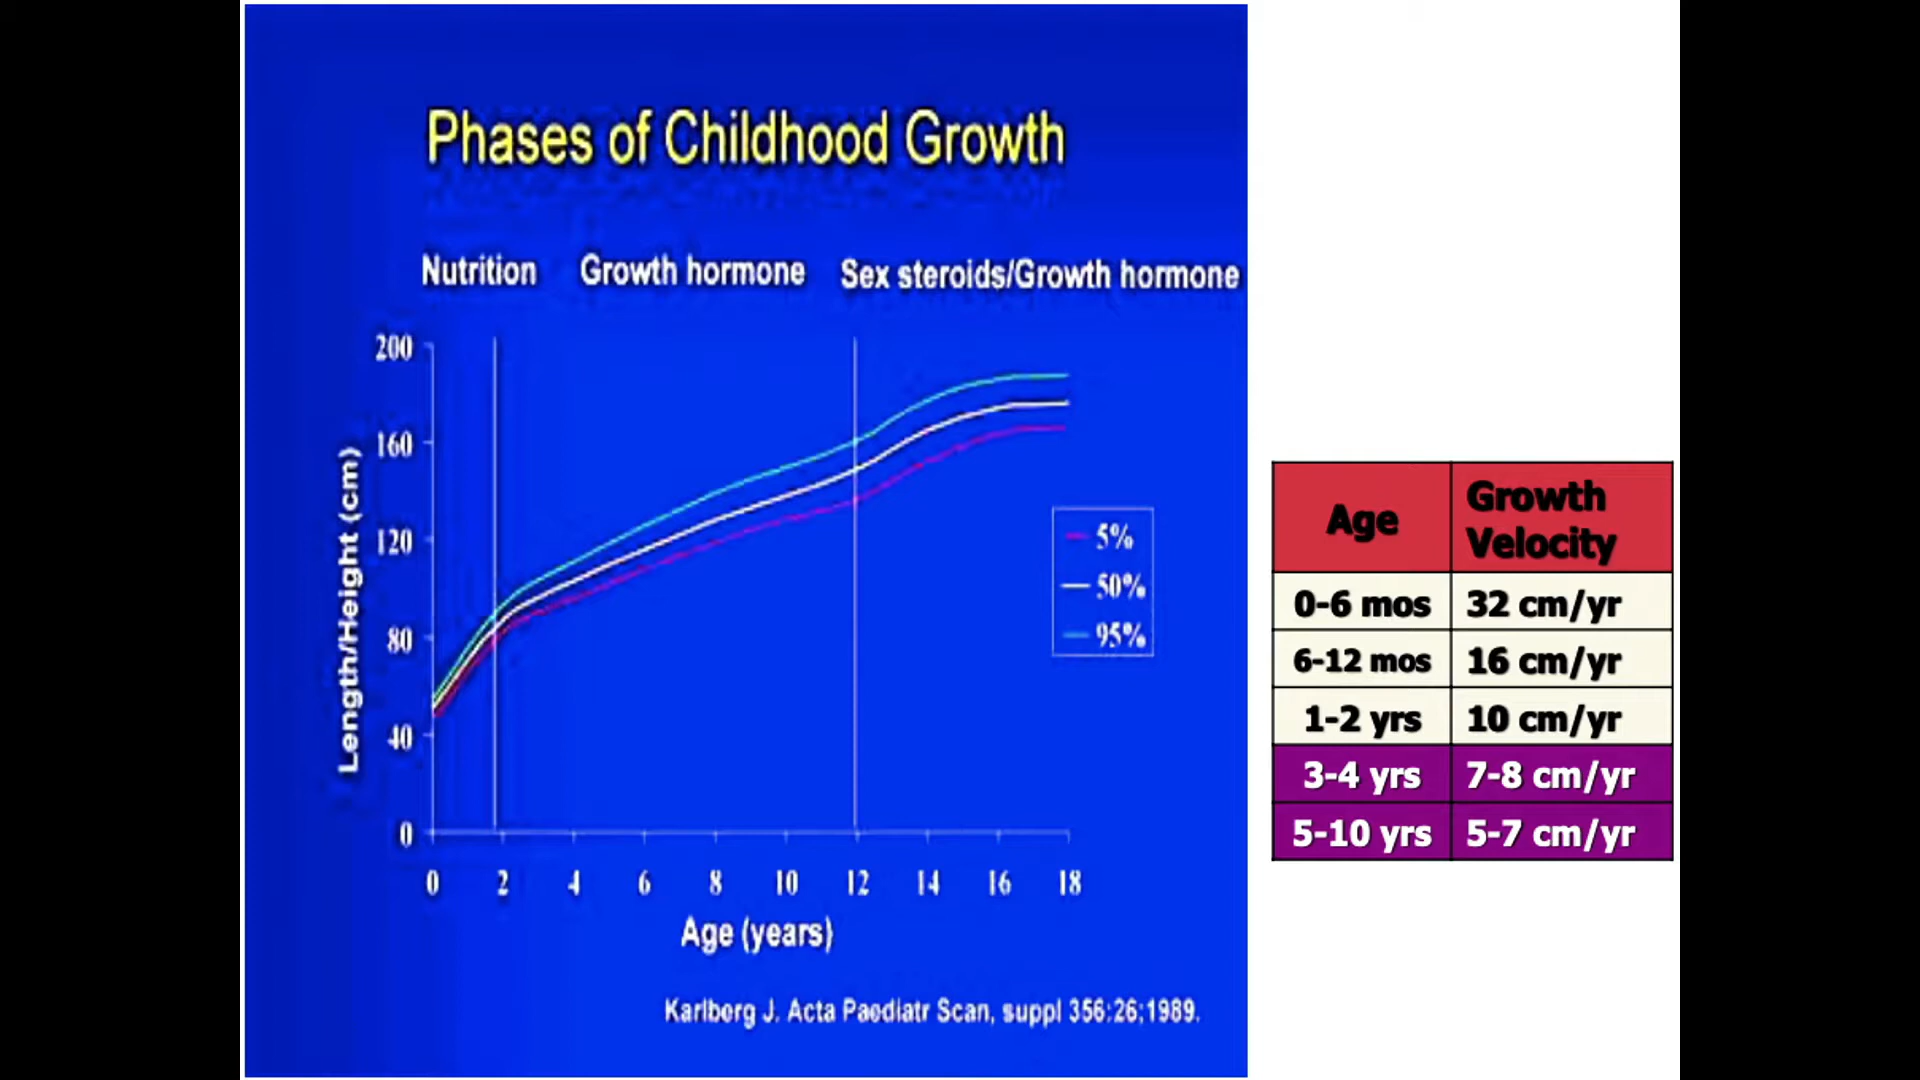 Phases of Childhood Growth
Nutrition Growth hormone Sex steroids/Growth hormone
200
160
120
80
40
0
Length/Height (cm)
0 2 4 6 8 10 12 14 16 18
Age (years)
5%
50%
95%
Karlberg J. Acta Paediatr Scan, suppl 356:26;1989.
Age Growth Velocity
0-6 mos 32 cm/yr
6-12 mos 16 cm/yr
1-2 yrs 10 cm/yr
3-4 yrs 7-8 cm/yr
5-10 yrs 5-7 cm/yr